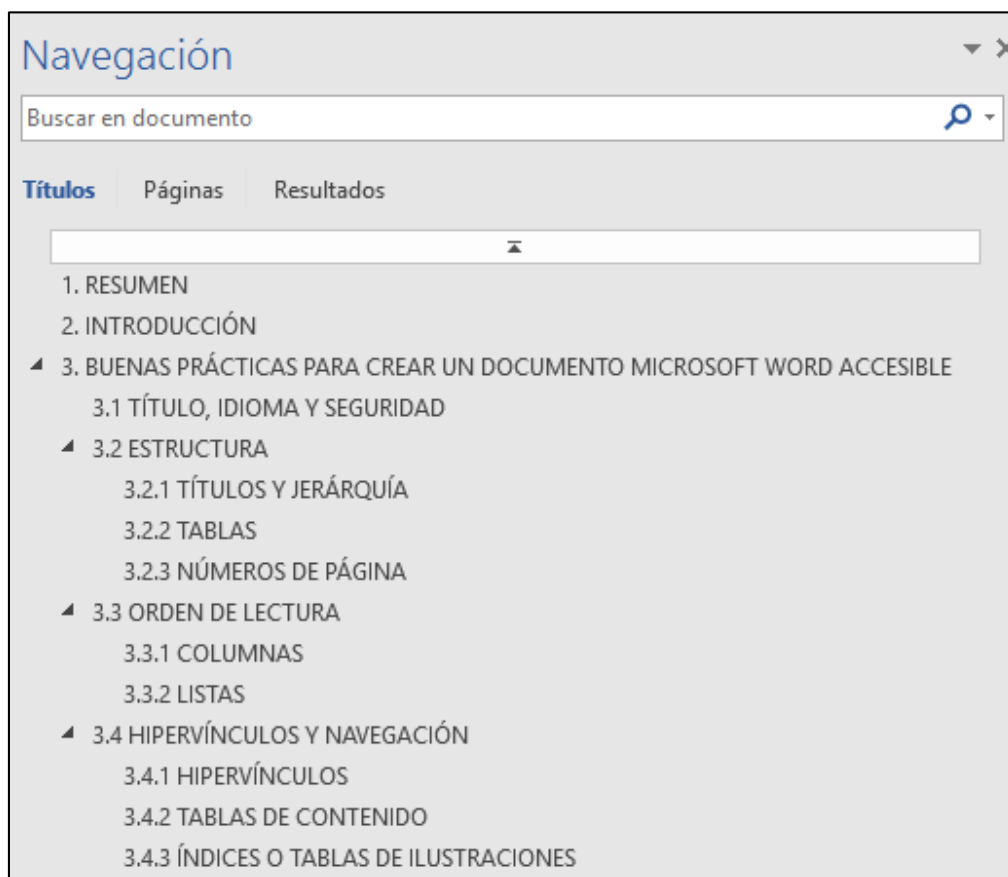 Navegación
Buscar en documento
Títulos Páginas Resultados
1. RESUMEN
2. INTRODUCCIÓN
3. BUENAS PRÁCTICAS PARA CREAR UN DOCUMENTO MICROSOFT WORD ACCESIBLE
3.1 TÍTULO, IDIOMA Y SEGURIDAD
3.2 ESTRUCTURA
3.2.1 TÍTULOS Y JERÁRQUÍA
3.2.2 TABLAS
3.2.3 NÚMEROS DE PÁGINA
3.3 ORDEN DE LECTURA
3.3.1 COLUMNAS
3.3.2 LISTAS
3.4 HIPERVÍNCULOS Y NAVEGACIÓN
3.4.1 HIPERVÍNCULOS
3.4.2 TABLAS DE CONTENIDO
3.4.3 ÍNDICES O TABLAS DE ILUSTRACIONES